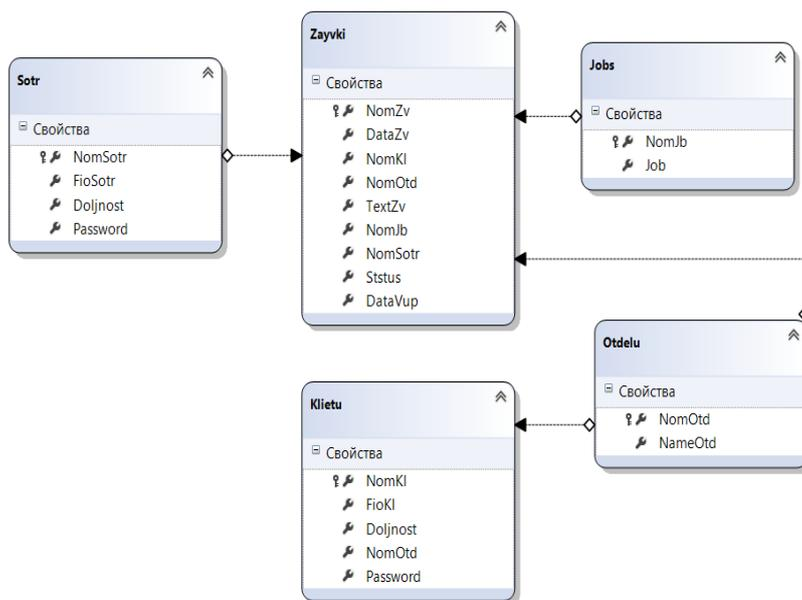 Sotr
Свойства
NomSotr
FioSotr
Doljnost
Password
Zayvki
Свойства
NomZv
DataZv
NomKl
NomOtd
TextZv
NomJb
NomSotr
Ststus
DataVup
Jobs
Свойства
NomJb
Job
Klietu
Свойства
NomKl
FioKl
Doljnost
NomOtd
Password
Otdelu
Свойства
NomOtd
NameOtd